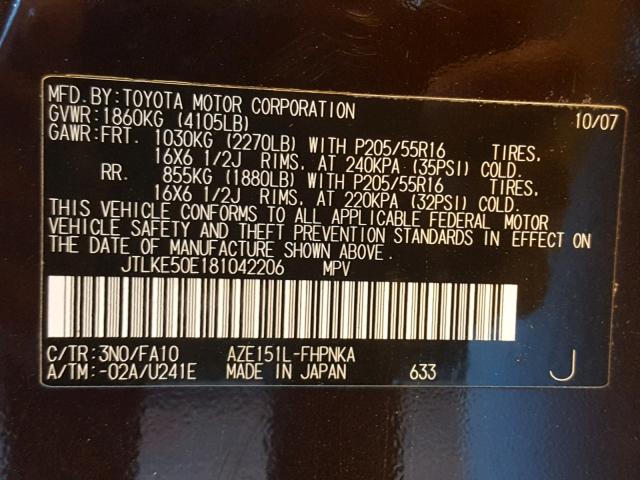 MFD.BY:TOYOTA MOTOR CORPORATION 10/07
GVWR:1860KG (4105LB)
GAWR:FRT. 1030KG (2270LB) WITH P205/55R16 TIRES,
16X6 1/2J RIMS, AT 240KPA (35PSI) COLD.
RR. 855KG (1880LB) WITH P205/55R16 TIRES,
16X6 1/2J RIMS, AT 220KPA (32PSI) COLD.
THIS VEHICLE CONFORMS TO ALL APPLICABLE FEDERAL MOTOR
VEHICLE SAFETY AND THEFT PREVENTION STANDARDS IN EFFECT ON
THE DATE OF MANUFACTURE SHOWN ABOVE.
JTLKE50E181042206 MPV
C/TR:3N0/FA10 AZE151L-FHPNKA
A/TM:-02A/U241E MADE IN JAPAN 633 J